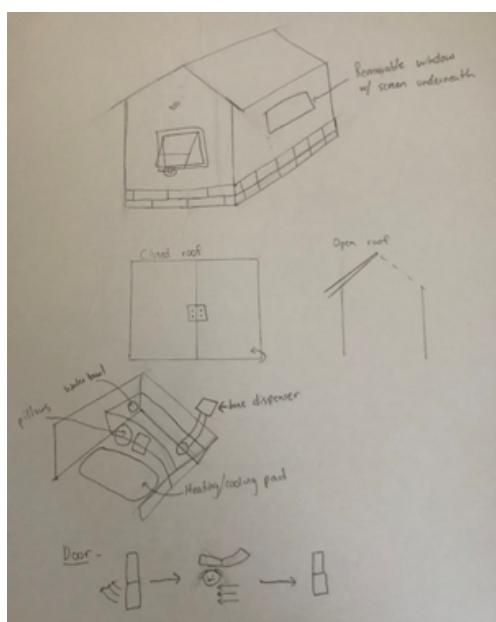 Removable window
w/ screen underneath
Closed roof
Open roof
water bowl
pillows
bone dispenser
Heating/cooling pad
Door -